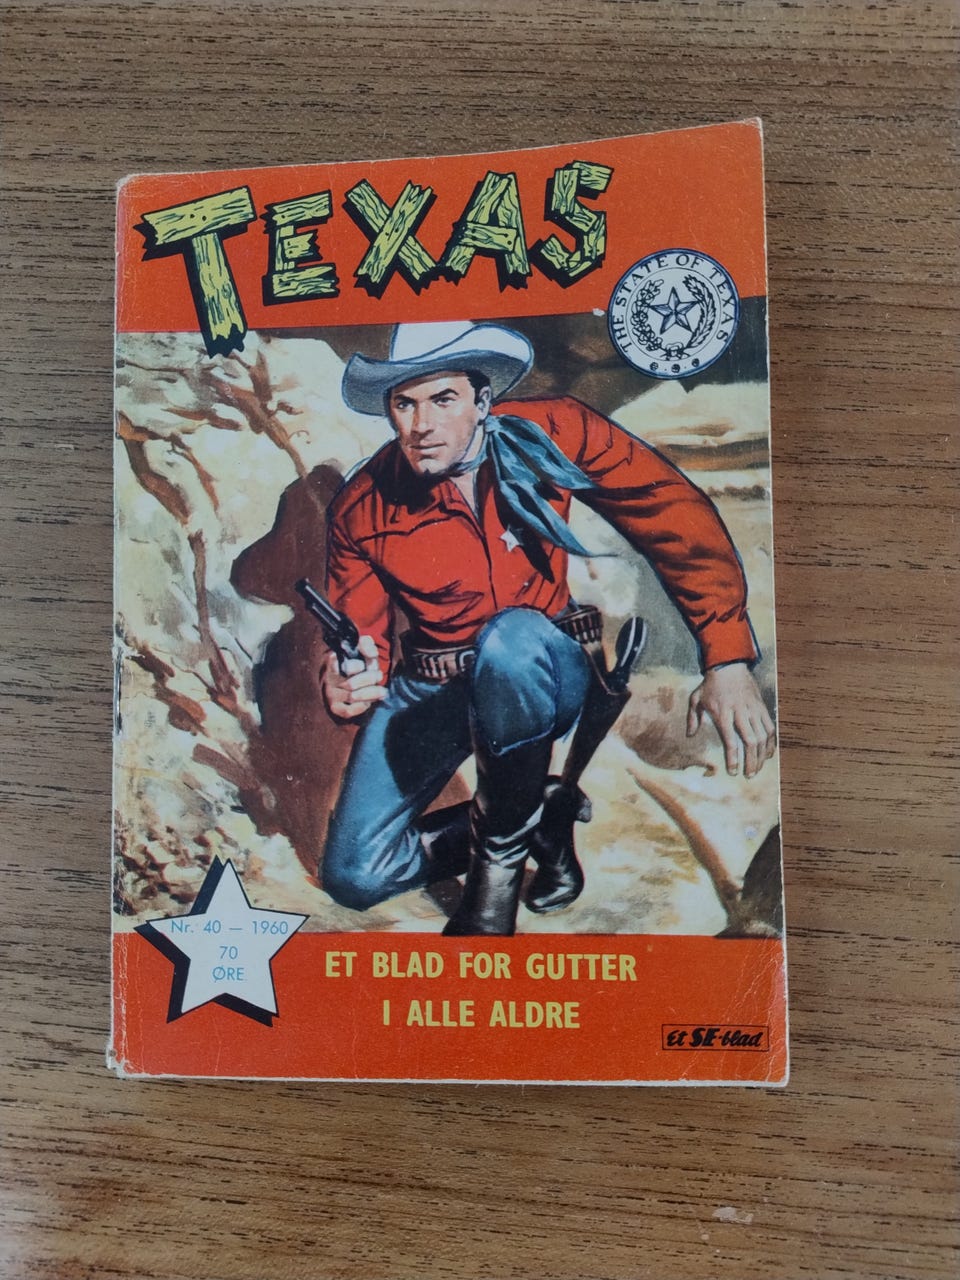 TEXAS
THE STATE OF TEXAS
Nr. 40 — 1960
70
ØRE
ET BLAD FOR GUTTER
I ALLE ALDRE
Et SE-blad